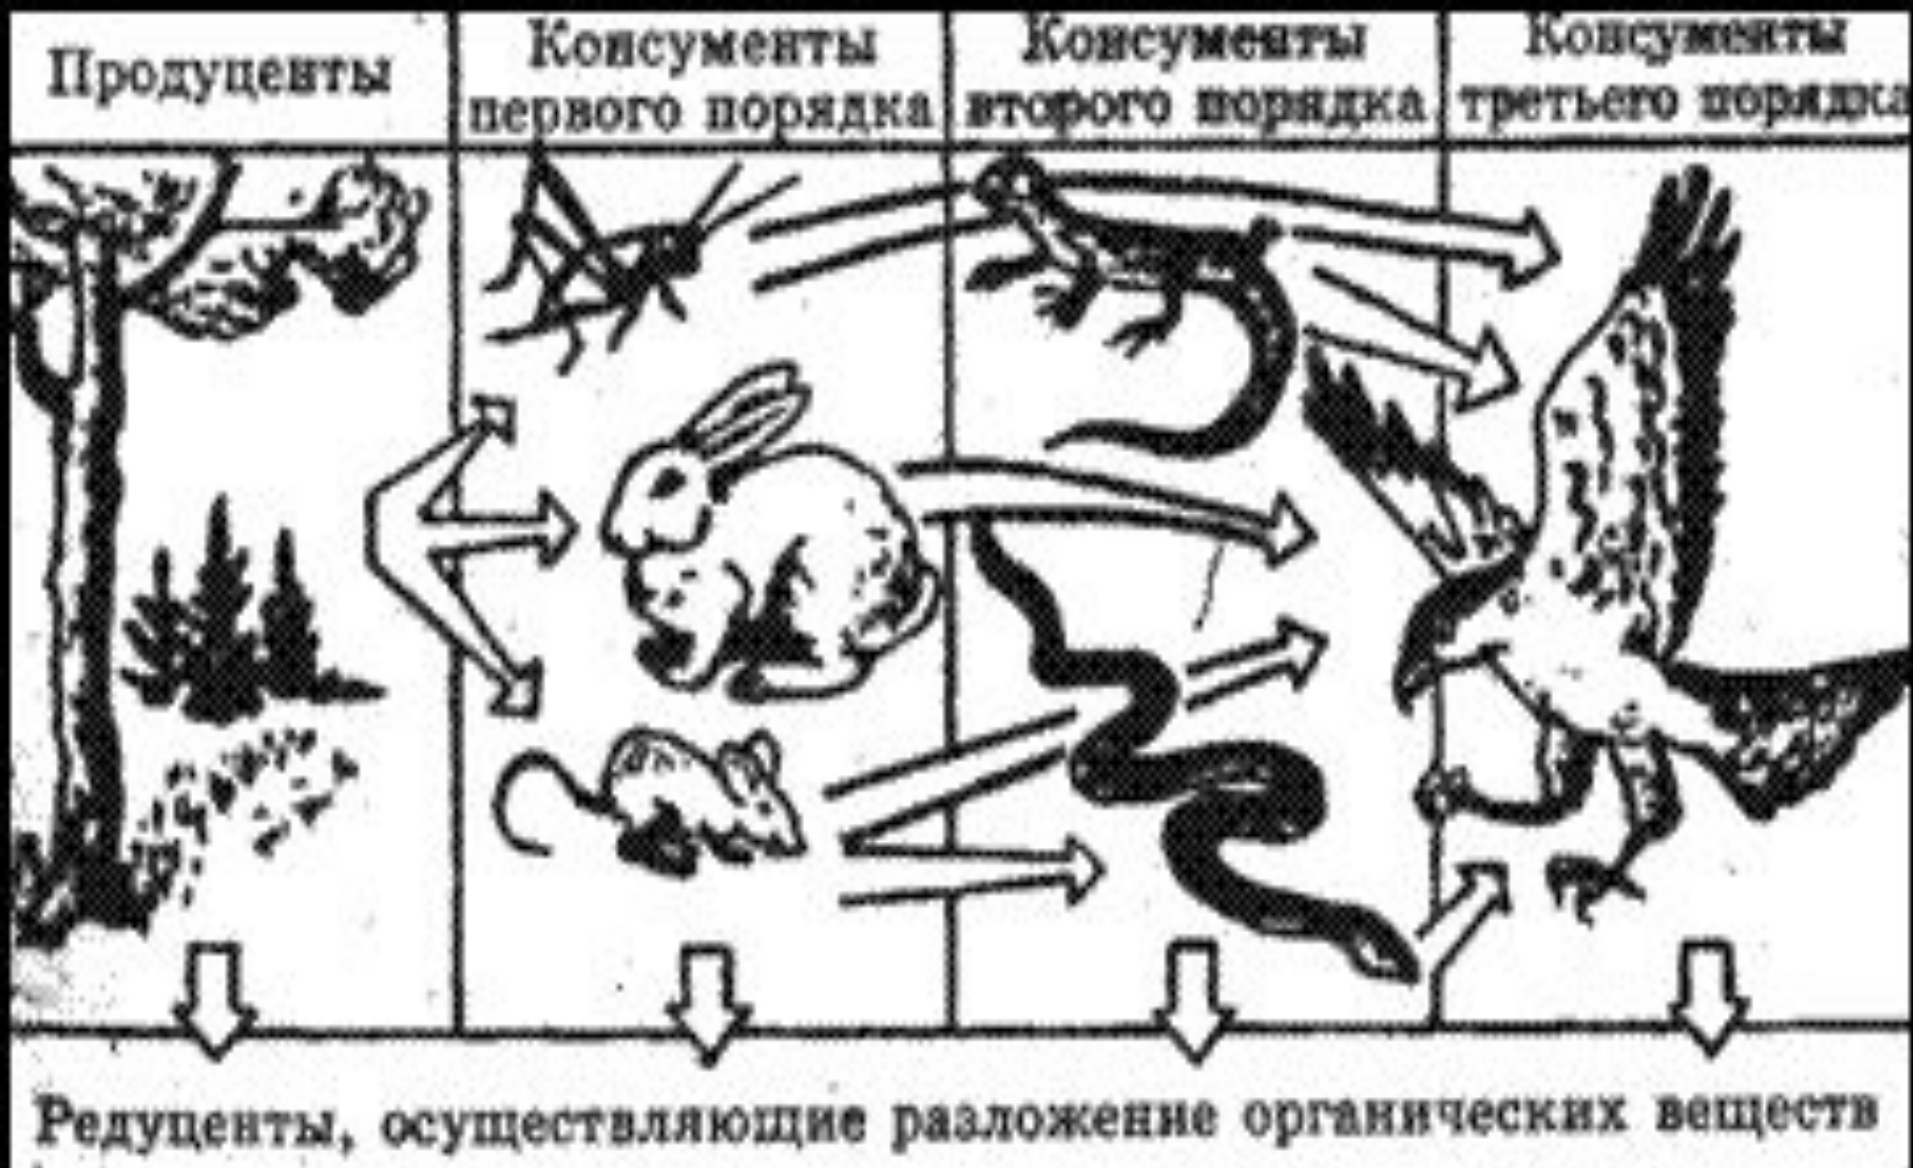 Продуценты
Консументы
первого порядка
Консументы
второго порядка
Консументы
третьего порядка
Редуценты, осуществляющие разложение органических веществ